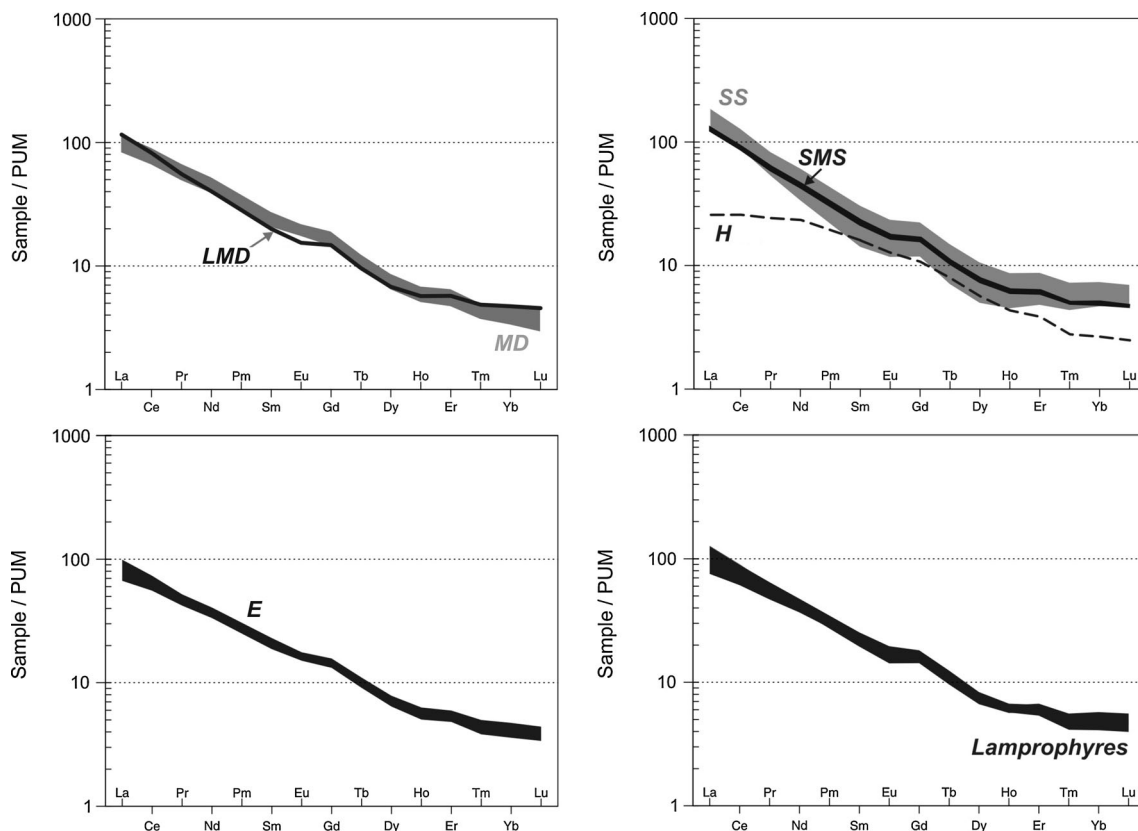 1000
100
10
1
Sample / PUM
LMD
MD
La Pr Pm Eu Tb Ho Tm Lu
Ce Nd Sm Gd Dy Er Yb
1000
100
10
1
Sample / PUM
SS
SMS
H
La Pr Pm Eu Tb Ho Tm Lu
Ce Nd Sm Gd Dy Er Yb
1000
100
10
1
Sample / PUM
E
La Pr Pm Eu Tb Ho Tm Lu
Ce Nd Sm Gd Dy Er Yb
1000
100
10
1
Sample / PUM
Lamprophyres
La Pr Pm Eu Tb Ho Tm Lu
Ce Nd Sm Gd Dy Er Yb